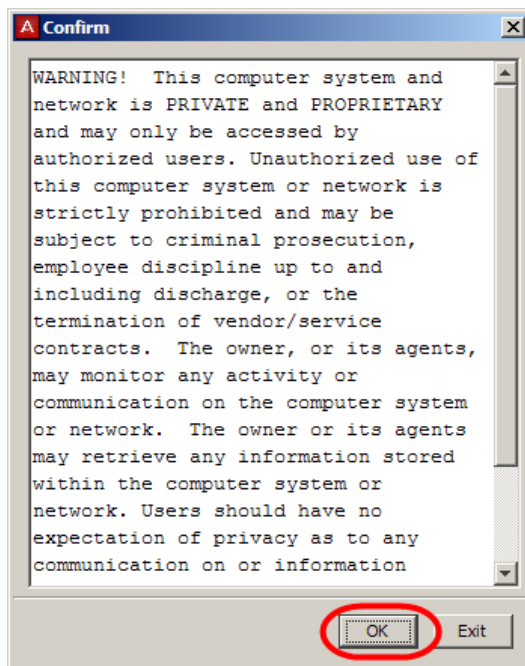 Confirm
WARNING!  This computer system and
network is PRIVATE and PROPRIETARY
and may only be accessed by
authorized users. Unauthorized use of
this computer system or network is
strictly prohibited and may be
subject to criminal prosecution,
employee discipline up to and
including discharge, or the
termination of vendor/service
contracts.  The owner, or its agents,
may monitor any activity or
communication on the computer system
or network.  The owner or its agents
may retrieve any information stored
within the computer system or
network. Users should have no
expectation of privacy as to any
communication on or information
OK Exit